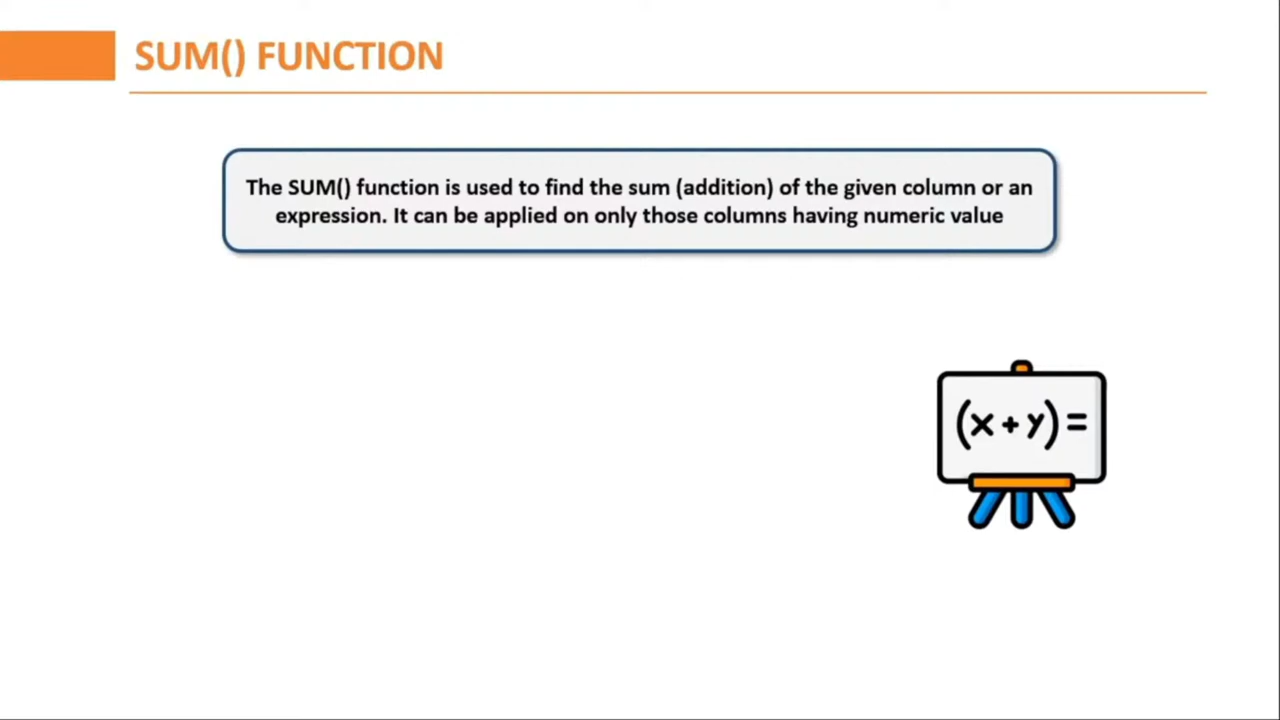 SUM() FUNCTION
The SUM() function is used to find the sum (addition) of the given column or an
expression. It can be applied on only those columns having numeric value
(x+y)=